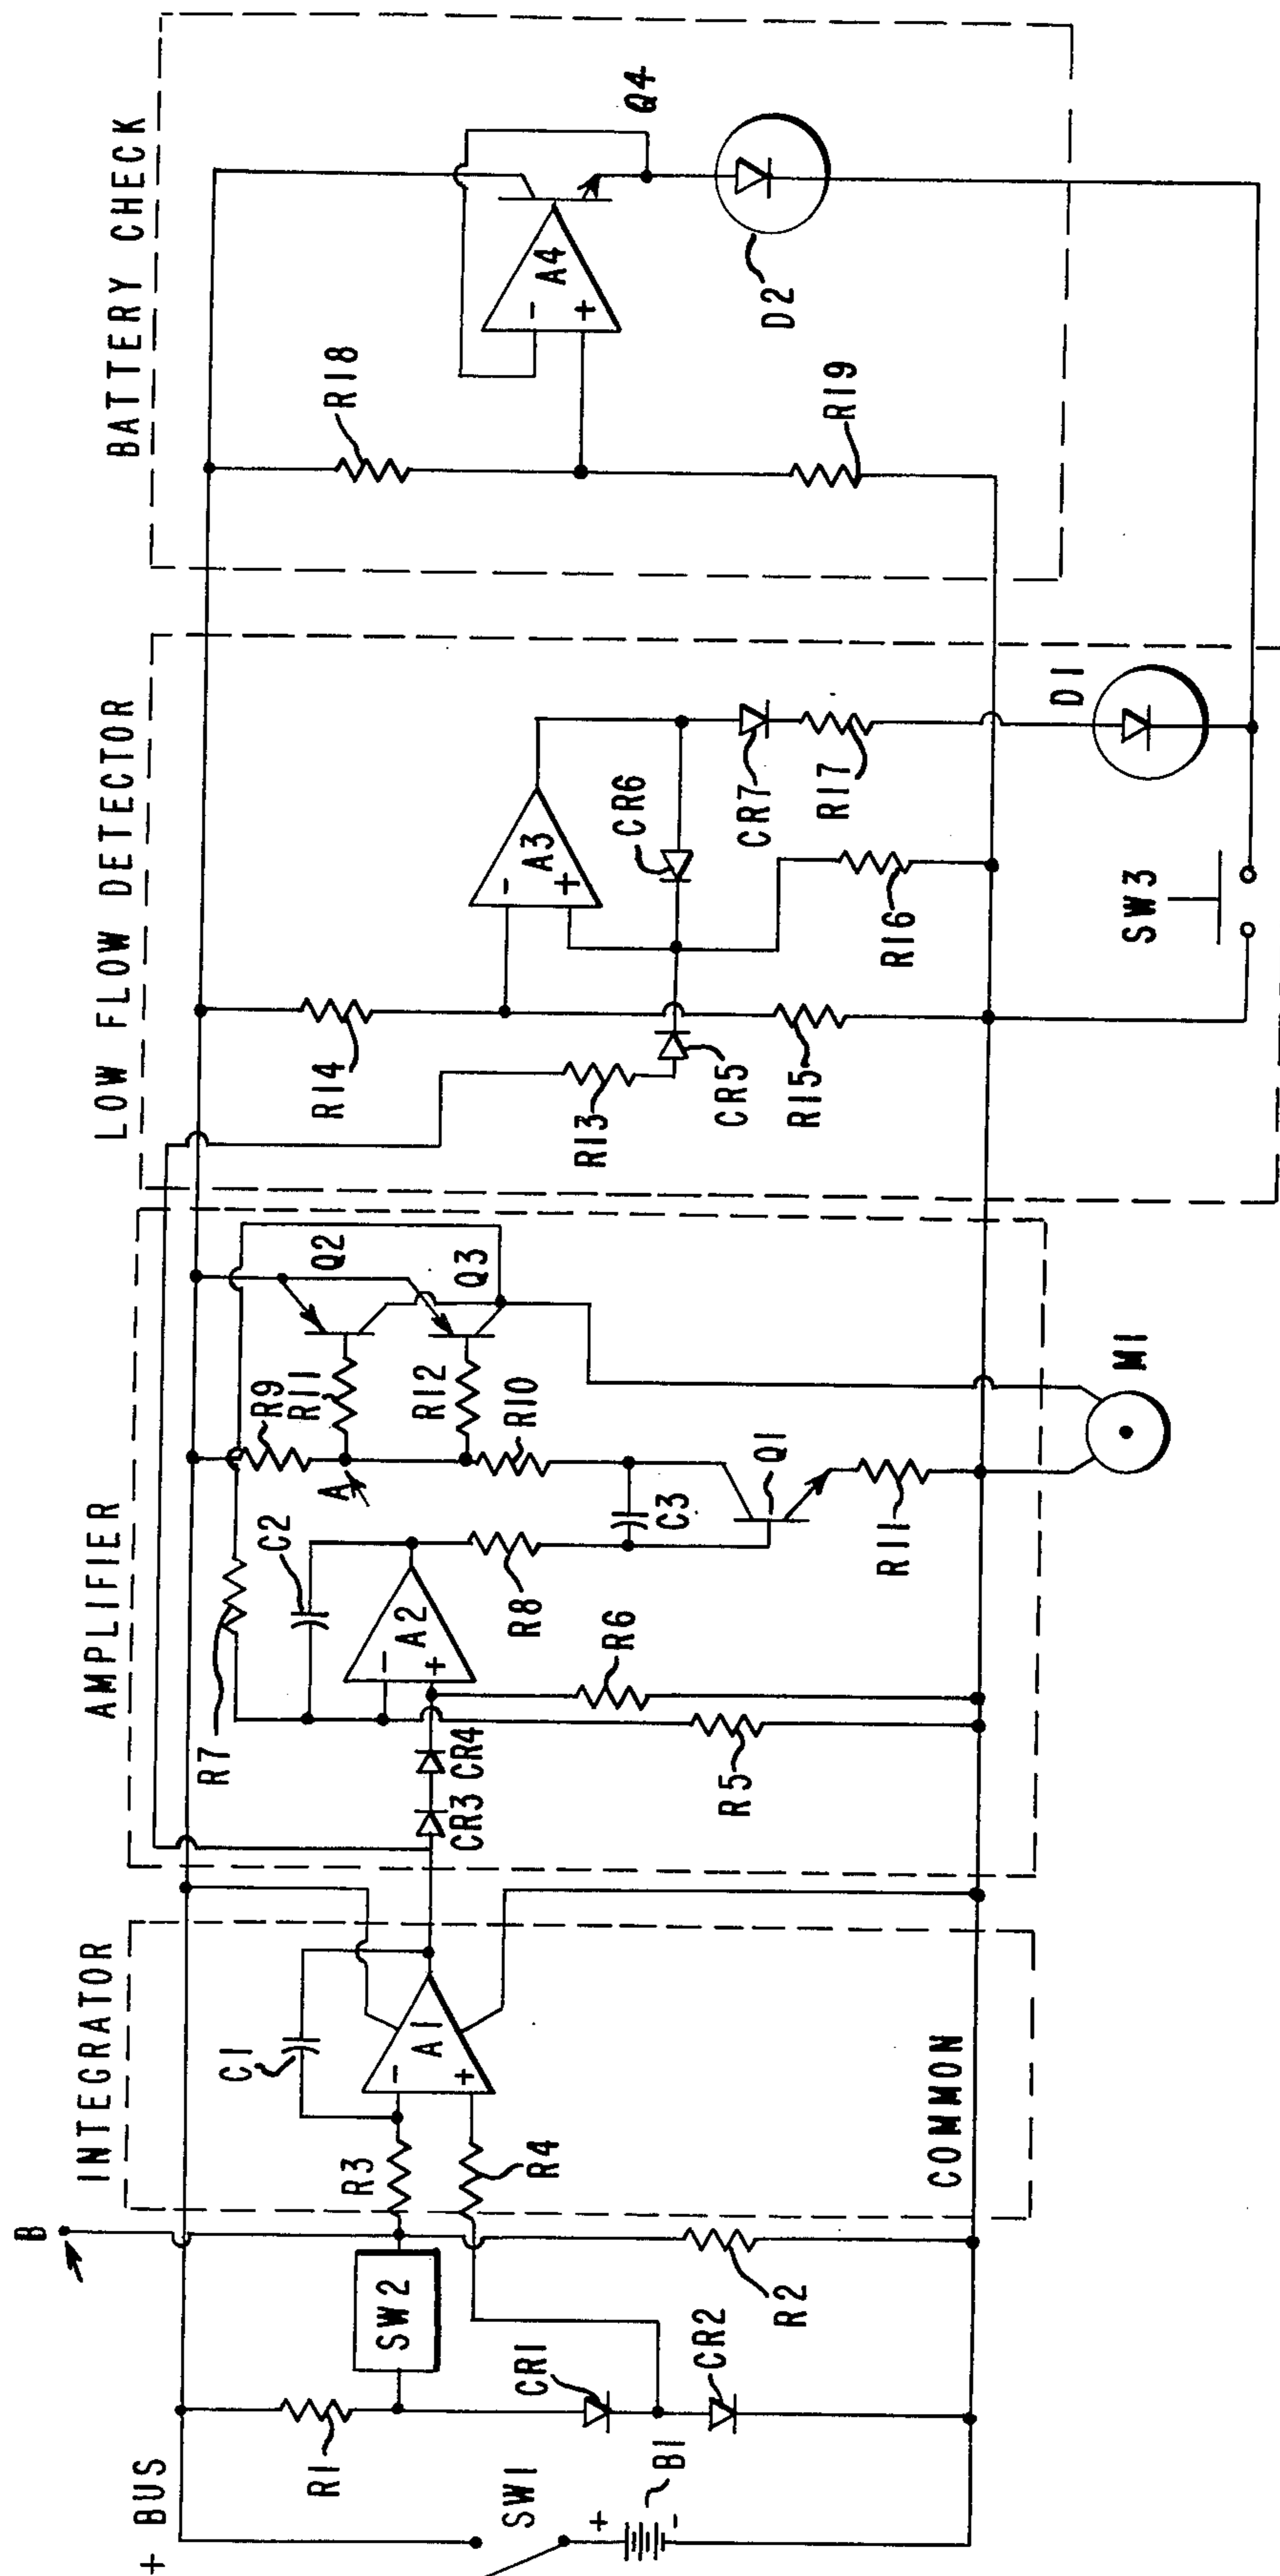 INTEGRATOR
AMPLIFIER
LOW FLOW DETECTOR
BATTERY CHECK
+ BUS
SW1
+
-
B1
R1
CR1
CR2
SW2
B
R2
R3
R4
C1
-
+
A1
COMMON
CR3
CR4
R5
R6
R7
C2
-
+
A2
R8
C3
A
R9
R11
R12
R10
Q1
R11
Q2
Q3
M1
R13
R14
CR5
R15
-
+
A3
CR6
R16
CR7
R17
D1
SW3
R18
R19
-
+
A4
Q4
D2